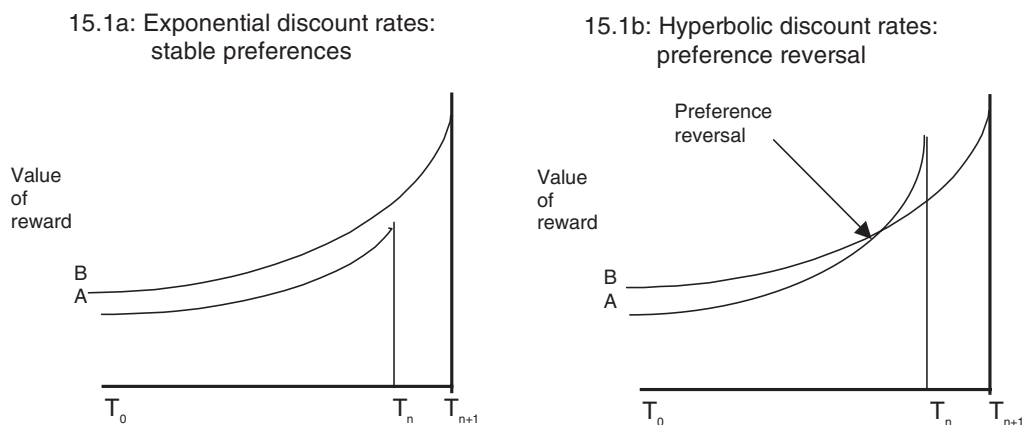 15.1a: Exponential discount rates:
stable preferences
Value
of
reward
B
A
T₀
Tₙ
Tₙ₊₁
15.1b: Hyperbolic discount rates:
preference reversal
Preference
reversal
Value
of
reward
B
A
T₀
Tₙ
Tₙ₊₁